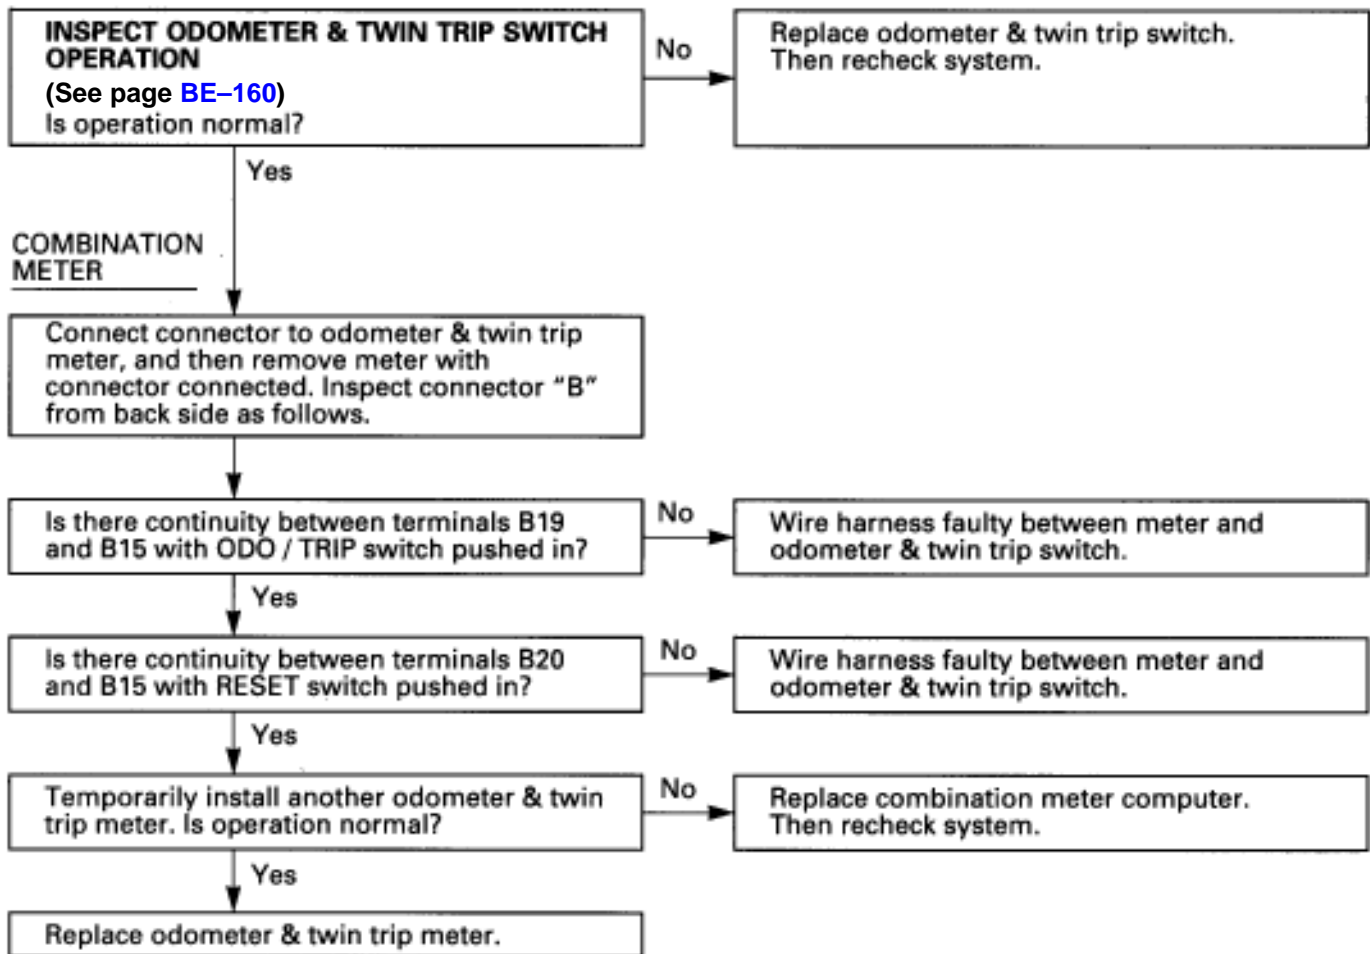 INSPECT ODOMETER & TWIN TRIP SWITCH
OPERATION
(See page BE–160)
Is operation normal?
No
Replace odometer & twin trip switch.
Then recheck system.
Yes
COMBINATION
METER
Connect connector to odometer & twin trip
meter, and then remove meter with
connector connected. Inspect connector "B"
from back side as follows.
Is there continuity between terminals B19
and B15 with ODO / TRIP switch pushed in?
No
Wire harness faulty between meter and
odometer & twin trip switch.
Yes
Is there continuity between terminals B20
and B15 with RESET switch pushed in?
No
Wire harness faulty between meter and
odometer & twin trip switch.
Yes
Temporarily install another odometer & twin
trip meter. Is operation normal?
No
Replace combination meter computer.
Then recheck system.
Yes
Replace odometer & twin trip meter.